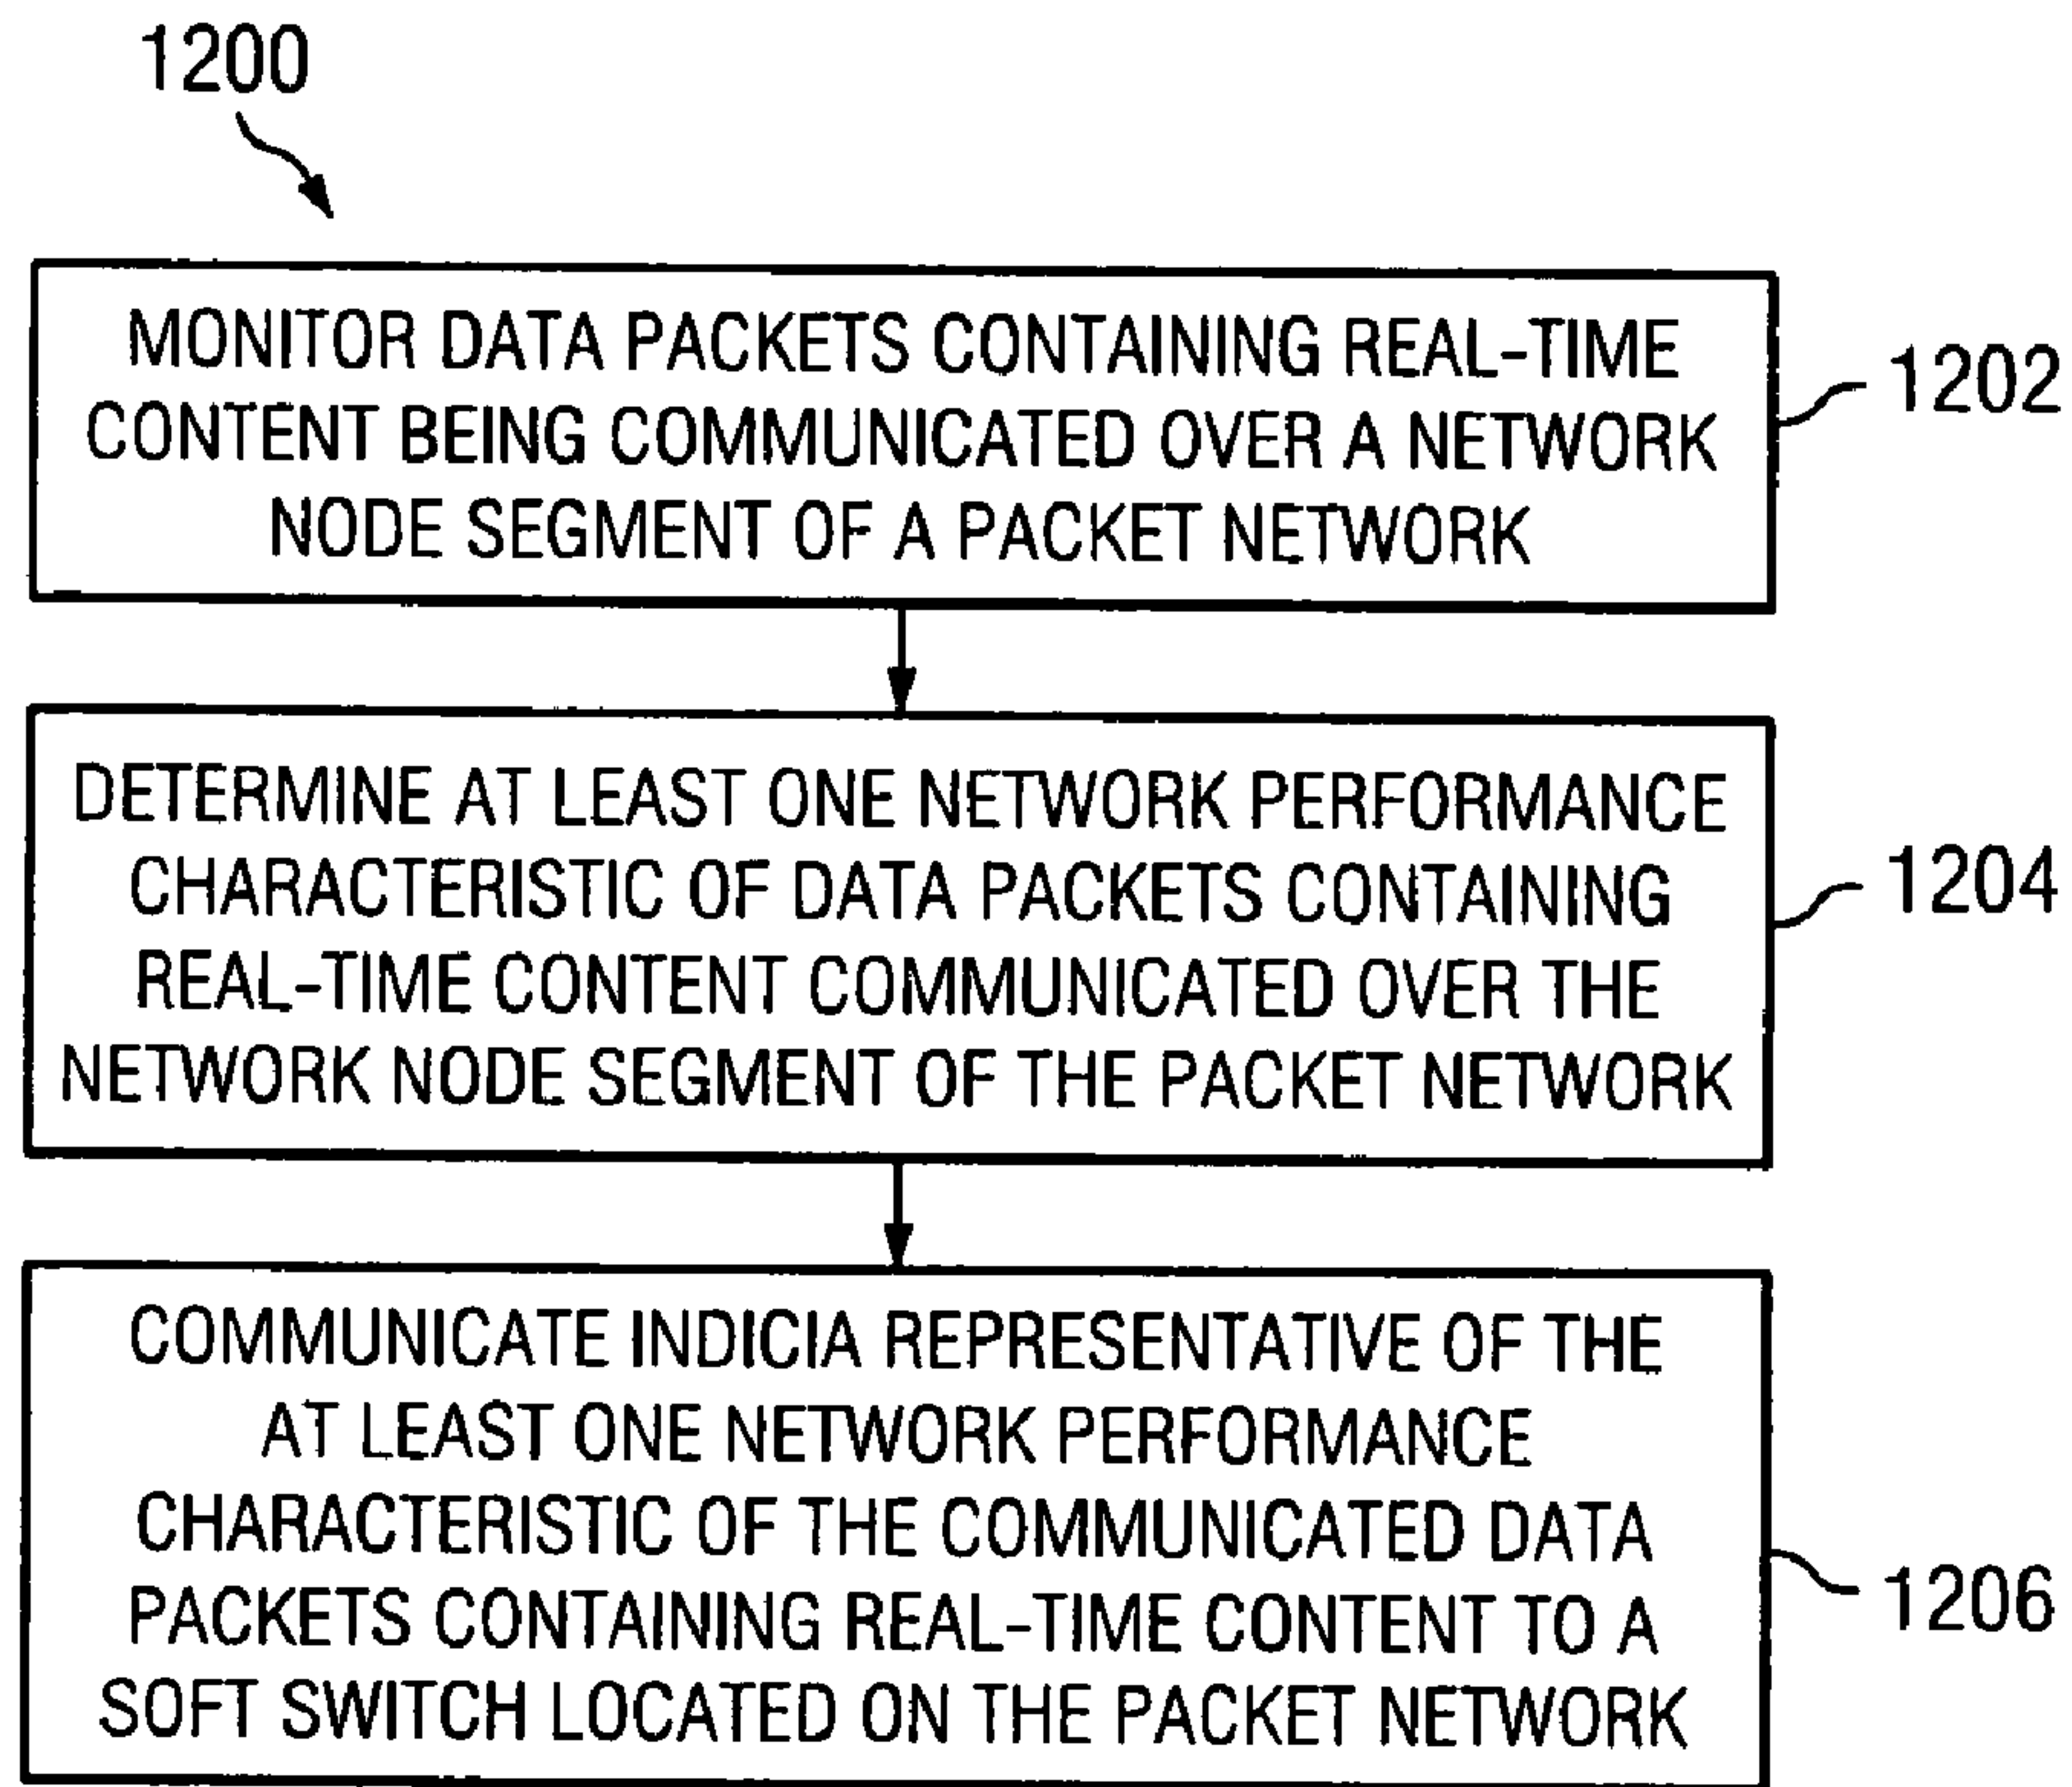 1200
MONITOR DATA PACKETS CONTAINING REAL-TIME
CONTENT BEING COMMUNICATED OVER A NETWORK
NODE SEGMENT OF A PACKET NETWORK
1202
DETERMINE AT LEAST ONE NETWORK PERFORMANCE
CHARACTERISTIC OF DATA PACKETS CONTAINING
REAL-TIME CONTENT COMMUNICATED OVER THE
NETWORK NODE SEGMENT OF THE PACKET NETWORK
1204
COMMUNICATE INDICIA REPRESENTATIVE OF THE
AT LEAST ONE NETWORK PERFORMANCE
CHARACTERISTIC OF THE COMMUNICATED DATA
PACKETS CONTAINING REAL-TIME CONTENT TO A
SOFT SWITCH LOCATED ON THE PACKET NETWORK
1206